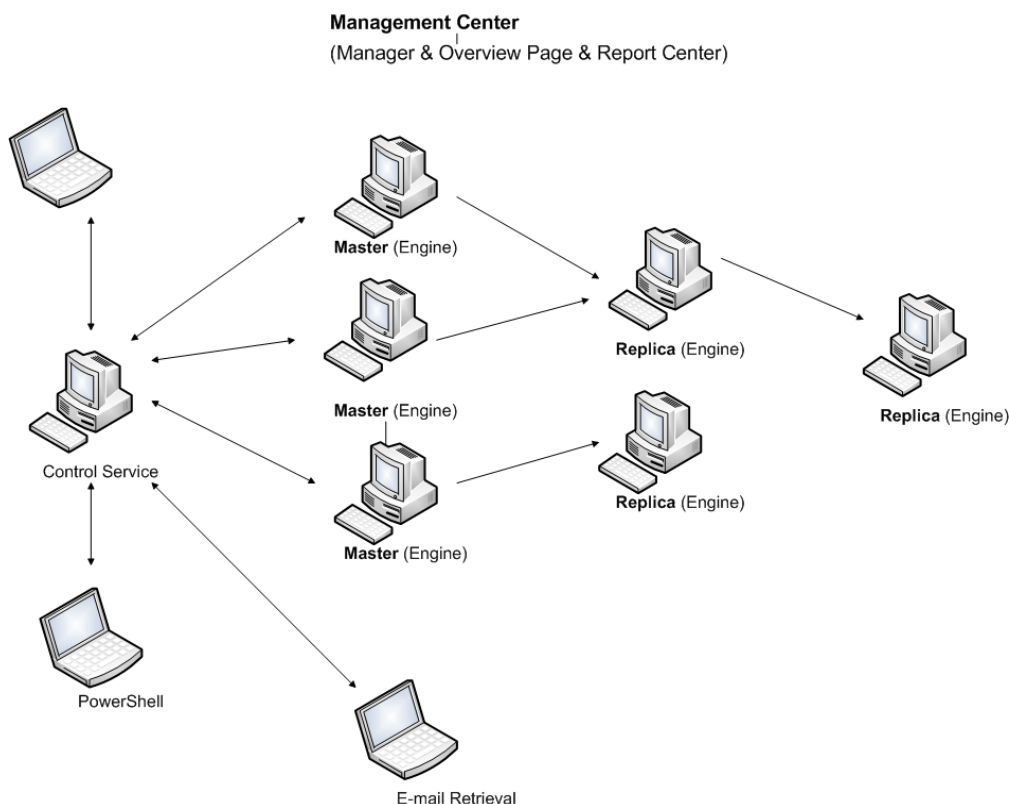 Management Center
(Manager & Overview Page & Report Center)
Master (Engine)
Replica (Engine)
Master (Engine)
Replica (Engine)
Control Service
Replica (Engine)
Master (Engine)
PowerShell
E-mail Retrieval